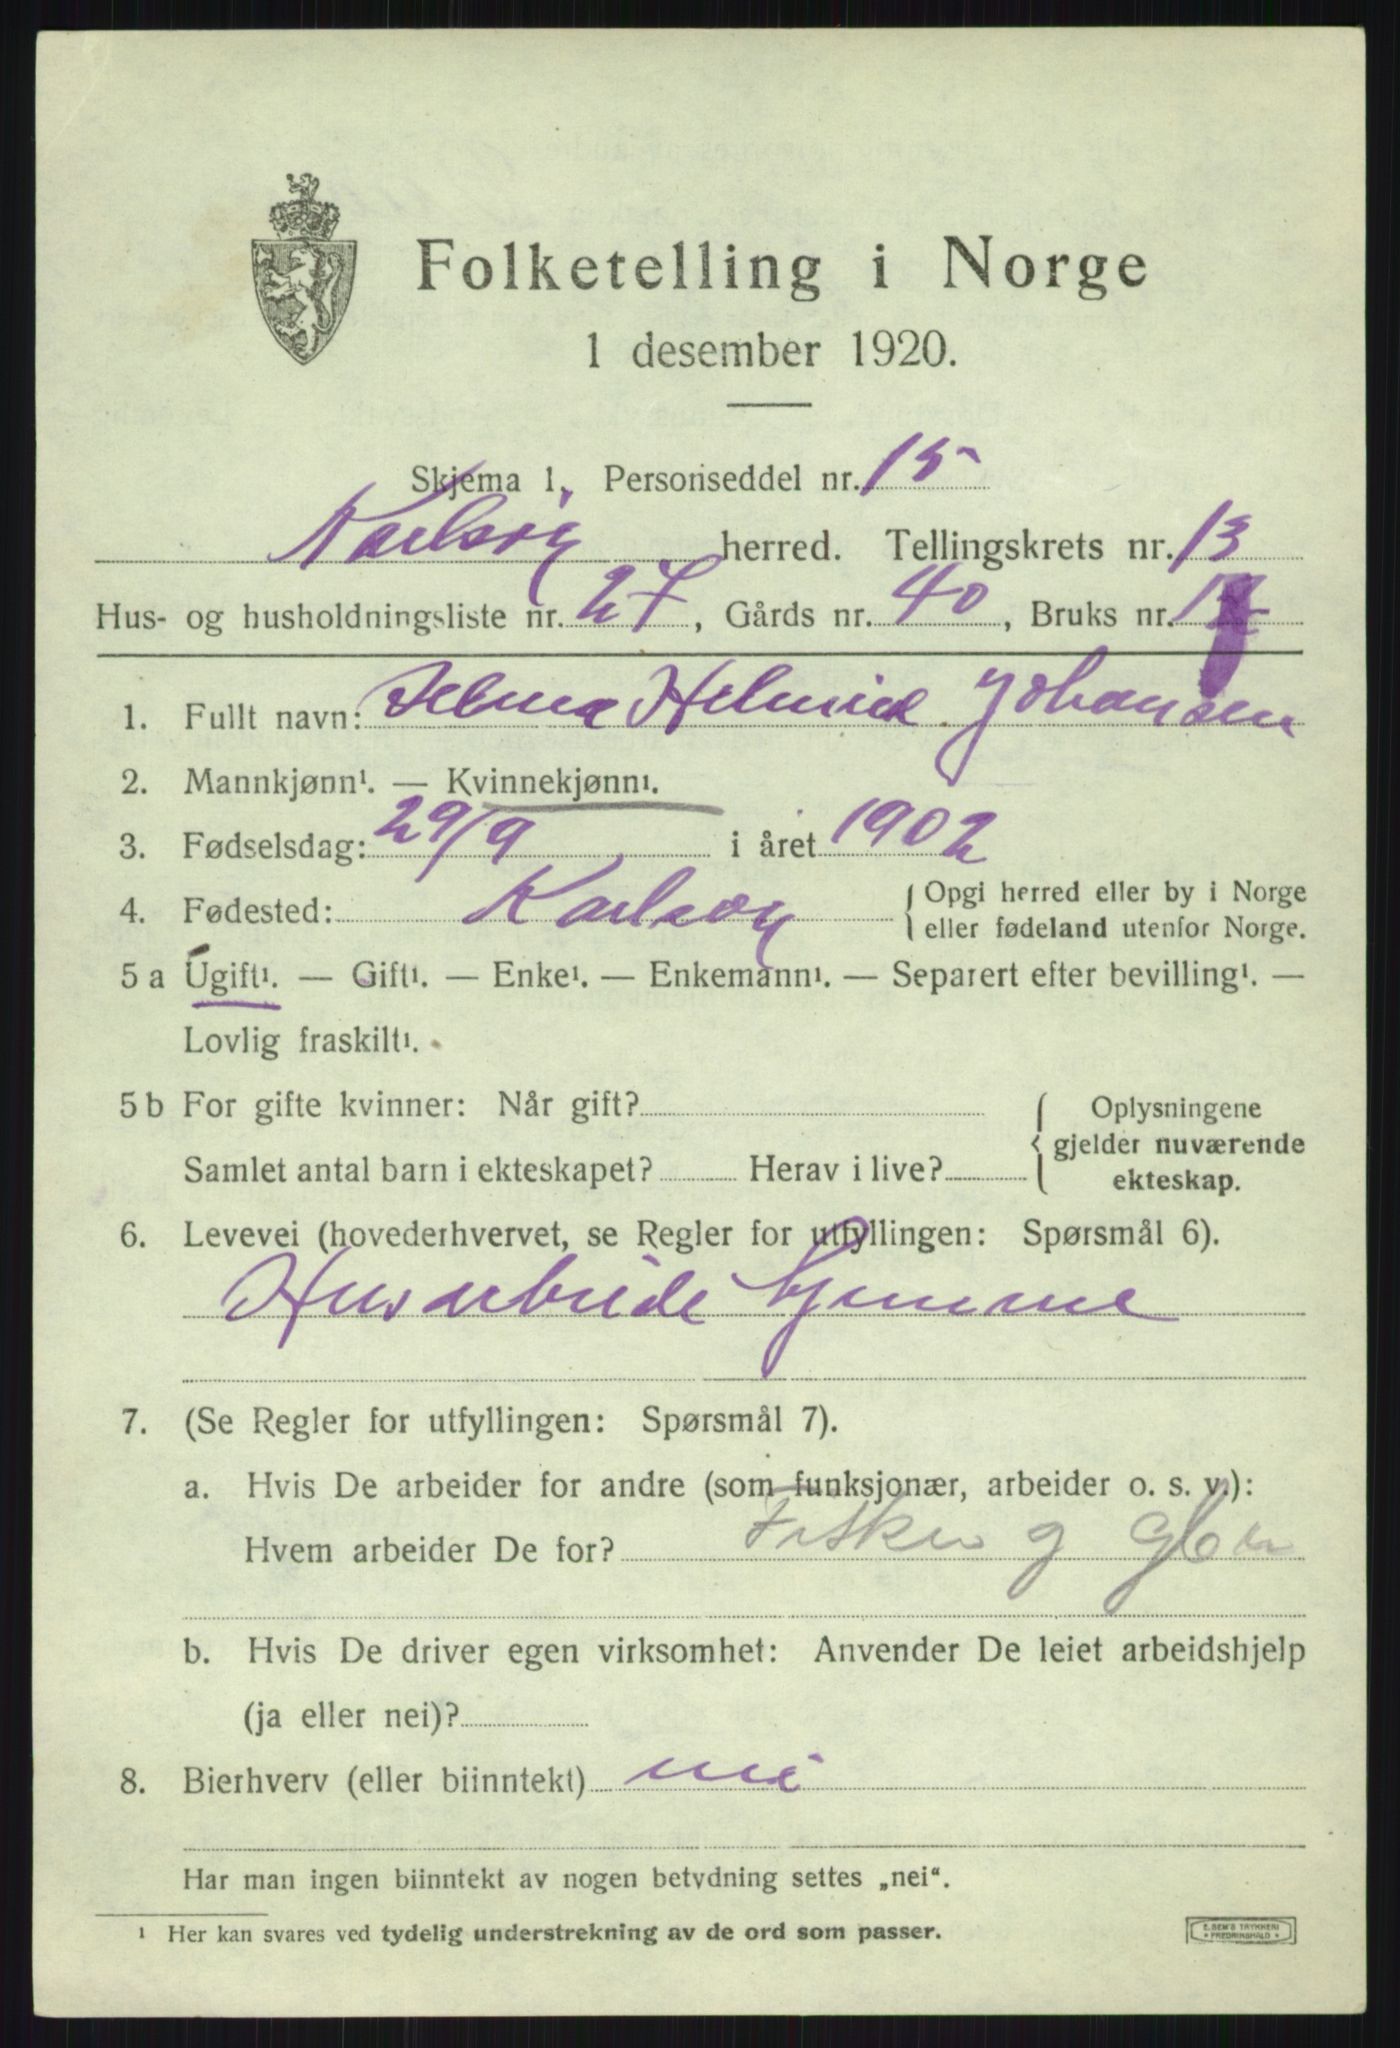 Folketelling i Norge
1 desember 1920.
Skjema 1. Personseddel nr. 15
Karlsøy herred. Tellingskrets nr. 13
Hus- og husholdningsliste nr. 27, Gårds nr. 40, Bruks nr.
1. Fullt navn: Johansen
2. Mannkjønn¹. — Kvinnekjønn¹.
3. Fødselsdag: 29/9 i året 1902
4. Fødested: Karlsøy { Opgi herred eller by i Norge
eller fødeland utenfor Norge.
5 a Ugift¹. — Gift¹. — Enke¹. — Enkemann¹. — Separert efter bevilling¹. —
Lovlig fraskilt¹.
5 b For gifte kvinner: Når gift? { Oplysningene
gjelder nuværende
Samlet antal barn i ekteskapet? Herav i live? ekteskap.
6. Levevei (hovederhvervet, se Regler for utfyllingen: Spørsmål 6).
Husarbeide hjemme
7. (Se Regler for utfyllingen: Spørsmål 7).
a. Hvis De arbeider for andre (som funksjonær, arbeider o. s. v.):
Hvem arbeider De for? Fisker g
b. Hvis De driver egen virksomhet: Anvender De leiet arbeidshjelp
(ja eller nei)?
8. Bierhverv (eller biinntekt) nei
Har man ingen biinntekt av nogen betydning settes „nei“.
¹ Her kan svares ved tydelig understrekning av de ord som passer.
E. SEM'S TRYKKERI
FREDRIKSHALD